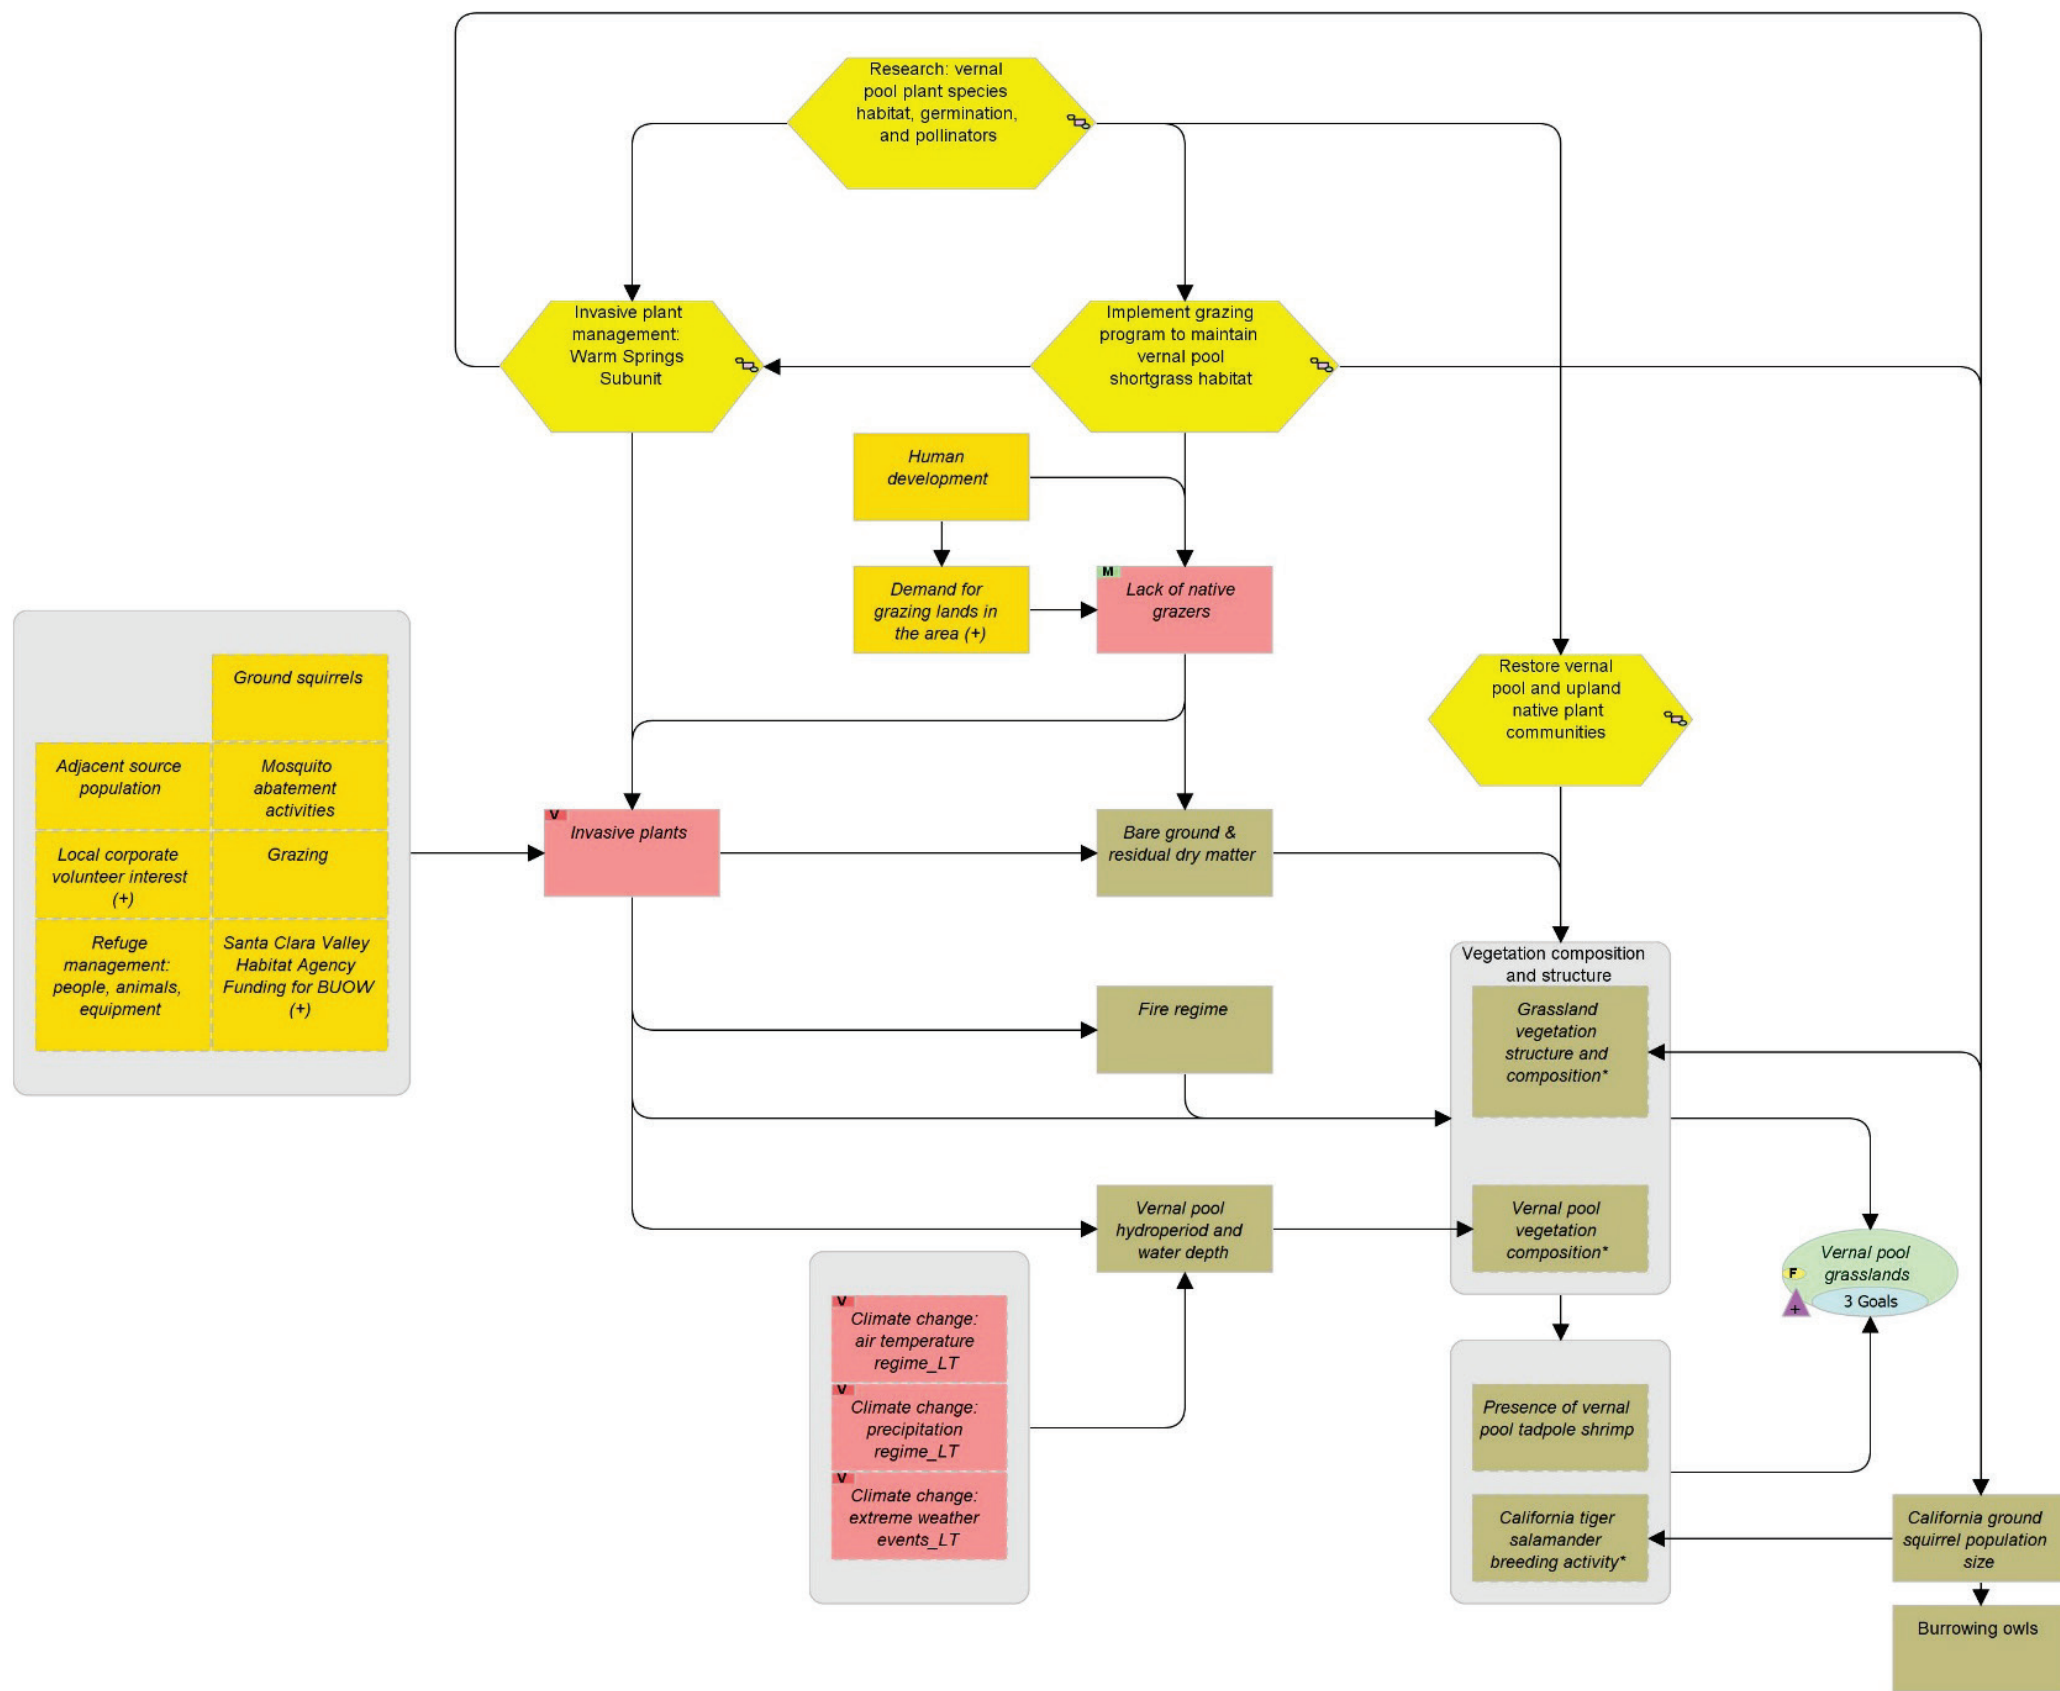 Research: vernal
pool plant species
habitat, germination,
and pollinators
Invasive plant
management:
Warm Springs
Subunit
Implement grazing
program to maintain
vernal pool
shortgrass habitat
Human
development
Demand for
grazing lands in
the area (+)
M
Lack of native
grazers
Restore vernal
pool and upland
native plant
communities
Ground squirrels
Adjacent source
population
Mosquito
abatement
activities
Local corporate
volunteer interest
(+)
Grazing
Refuge
management:
people, animals,
equipment
Santa Clara Valley
Habitat Agency
Funding for BUOW
(+)
V
Invasive plants
Bare ground &
residual dry matter
Fire regime
Vegetation composition
and structure
Grassland
vegetation
structure and
composition*
Vernal pool
hydroperiod and
water depth
Vernal pool
vegetation
composition*
Vernal pool
grasslands
F
+
3 Goals
V
Climate change:
air temperature
regime_LT
V
Climate change:
precipitation
regime_LT
V
Climate change:
extreme weather
events_LT
Presence of vernal
pool tadpole shrimp
California tiger
salamander
breeding activity*
California ground
squirrel population
size
Burrowing owls